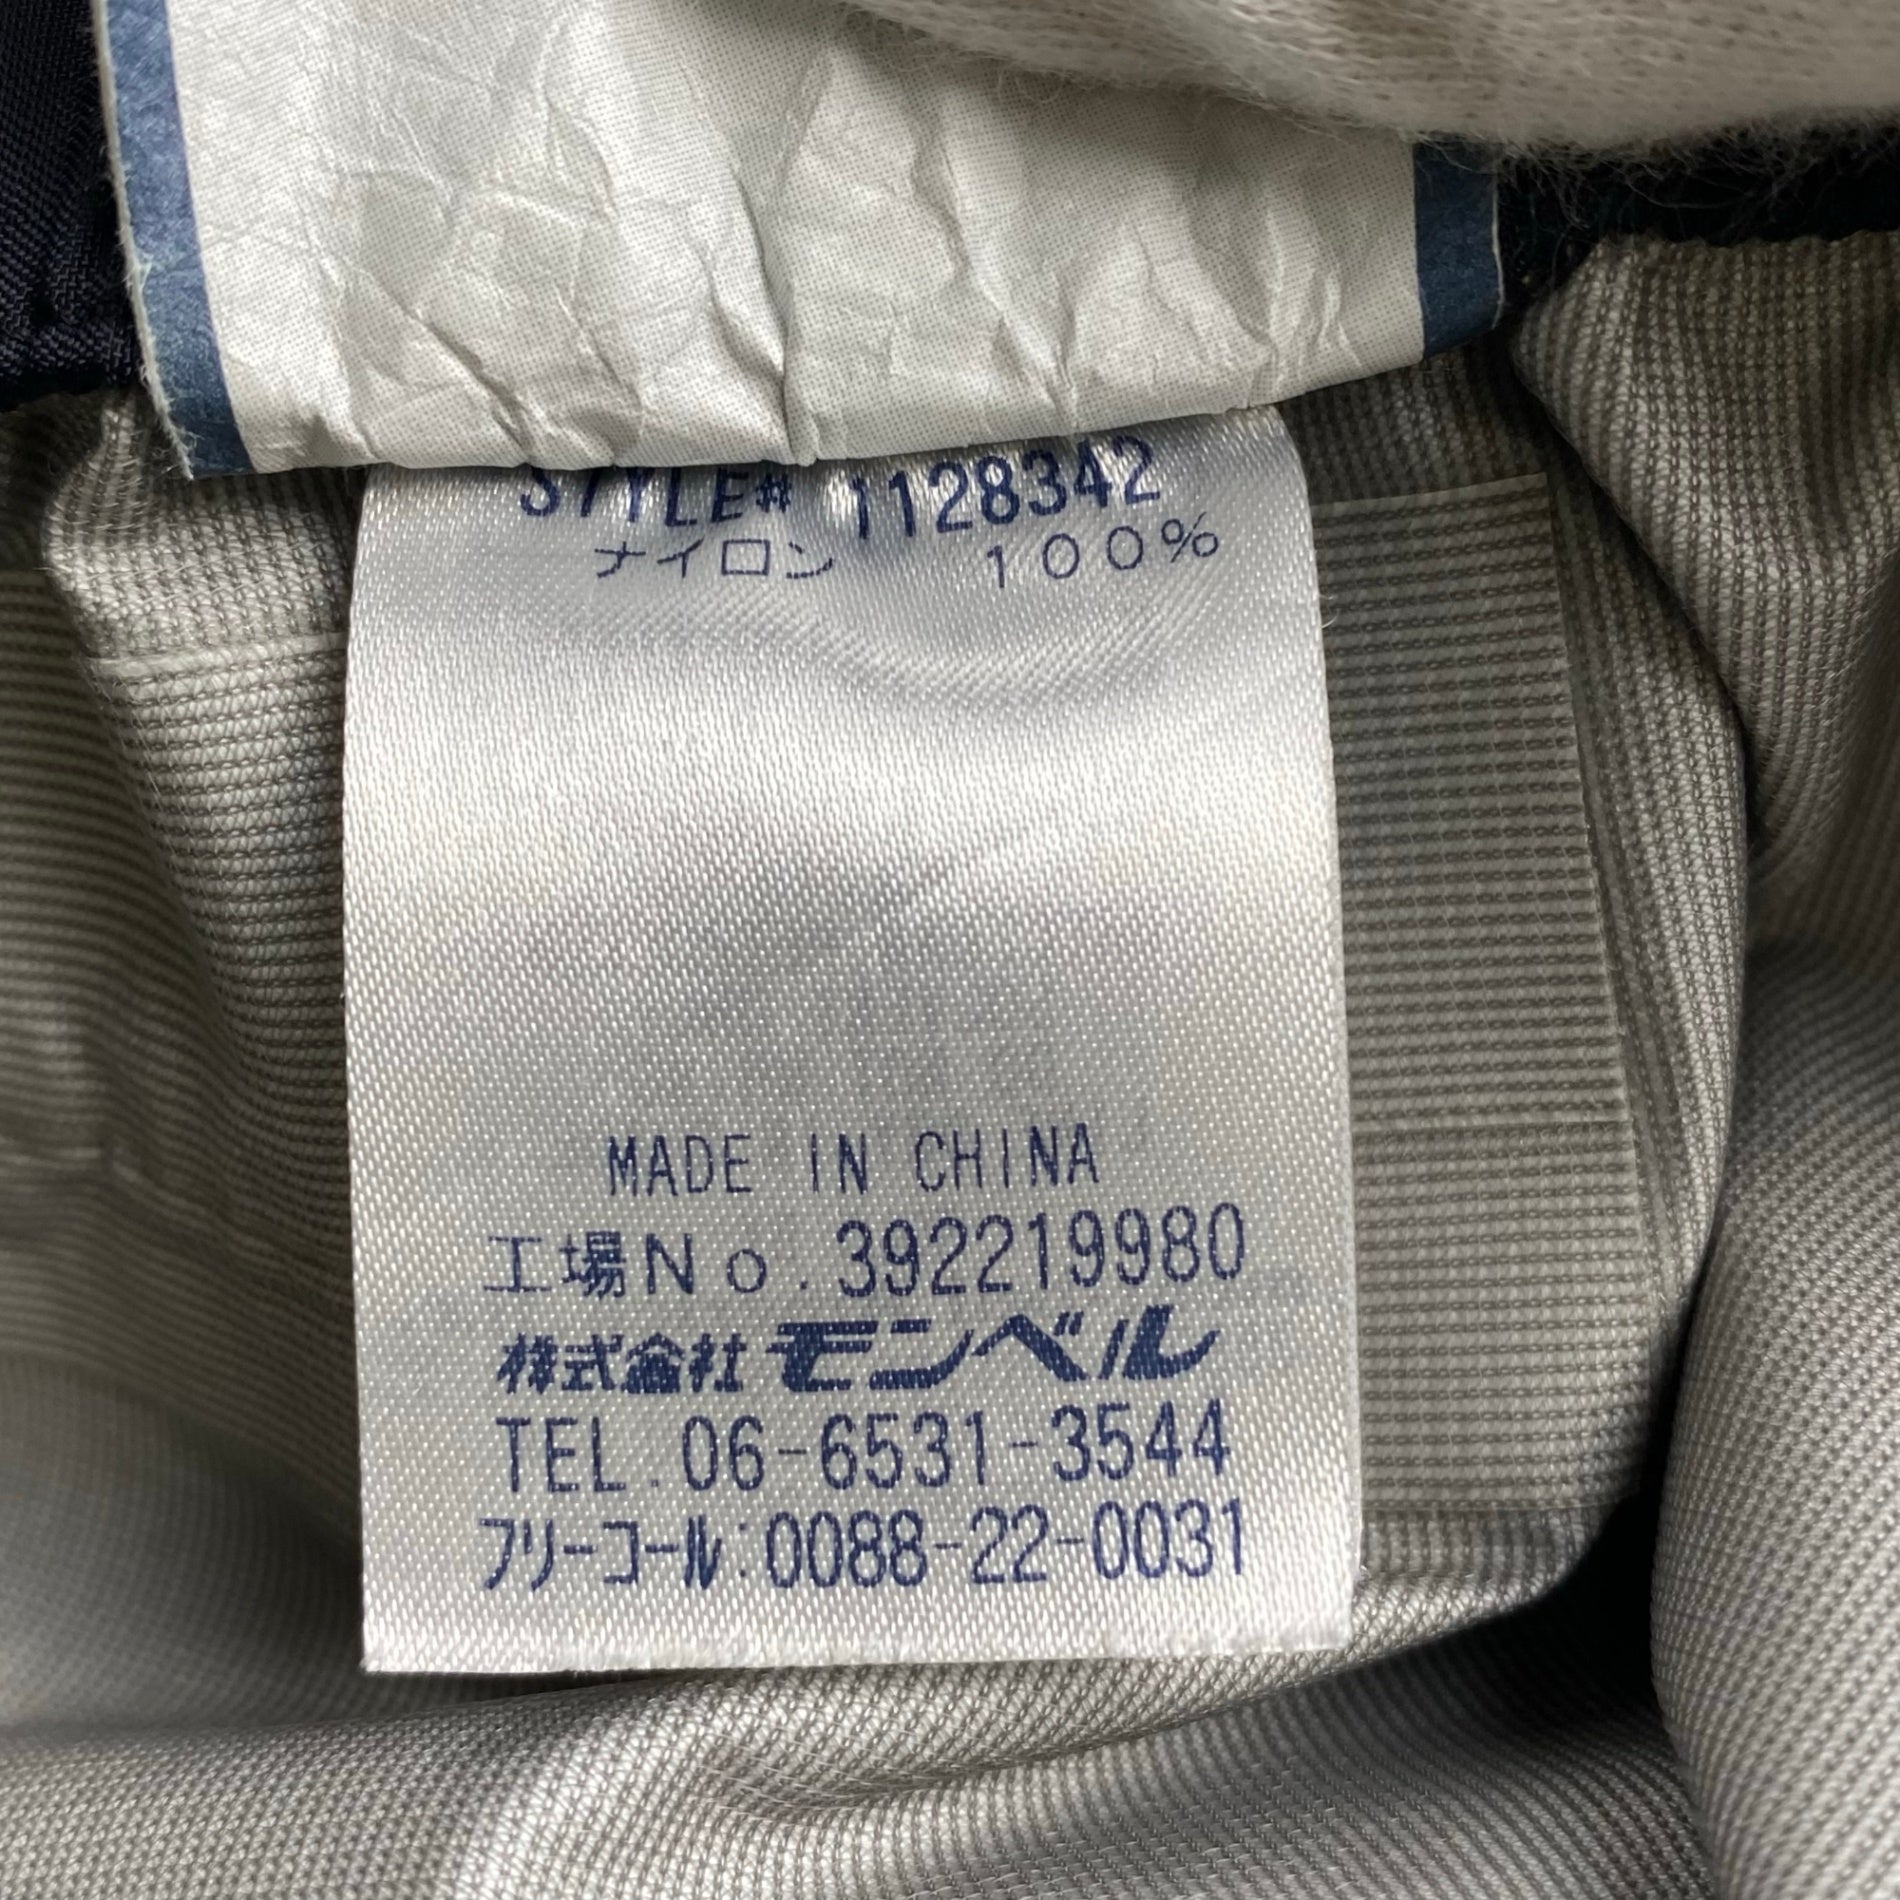 STYLE# 1128342
ナイロン 100%
MADE IN CHINA
工場No.392219980
株式会社モンベル
TEL.06-6531-3544
フリーコール:0088-22-0031